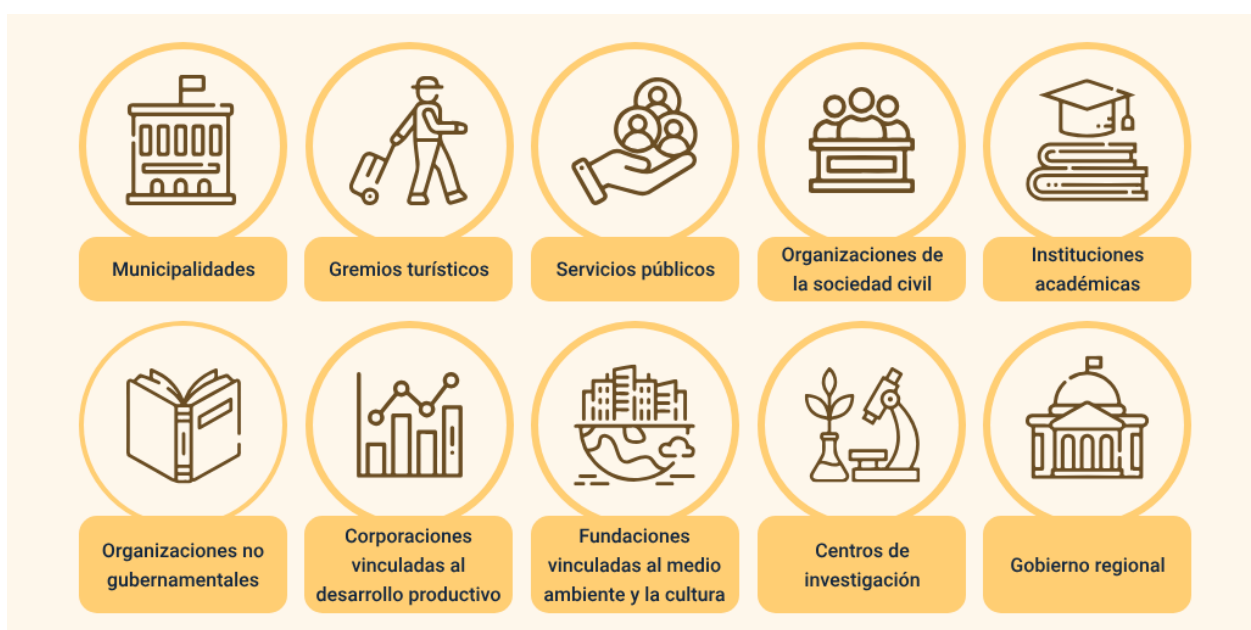 Municipalidades
Gremios turísticos
Servicios públicos
Organizaciones de
la sociedad civil
Instituciones
académicas
Organizaciones no
gubernamentales
Corporaciones
vinculadas al
desarrollo productivo
Fundaciones
vinculadas al medio
ambiente y la cultura
Centros de
investigación
Gobierno regional